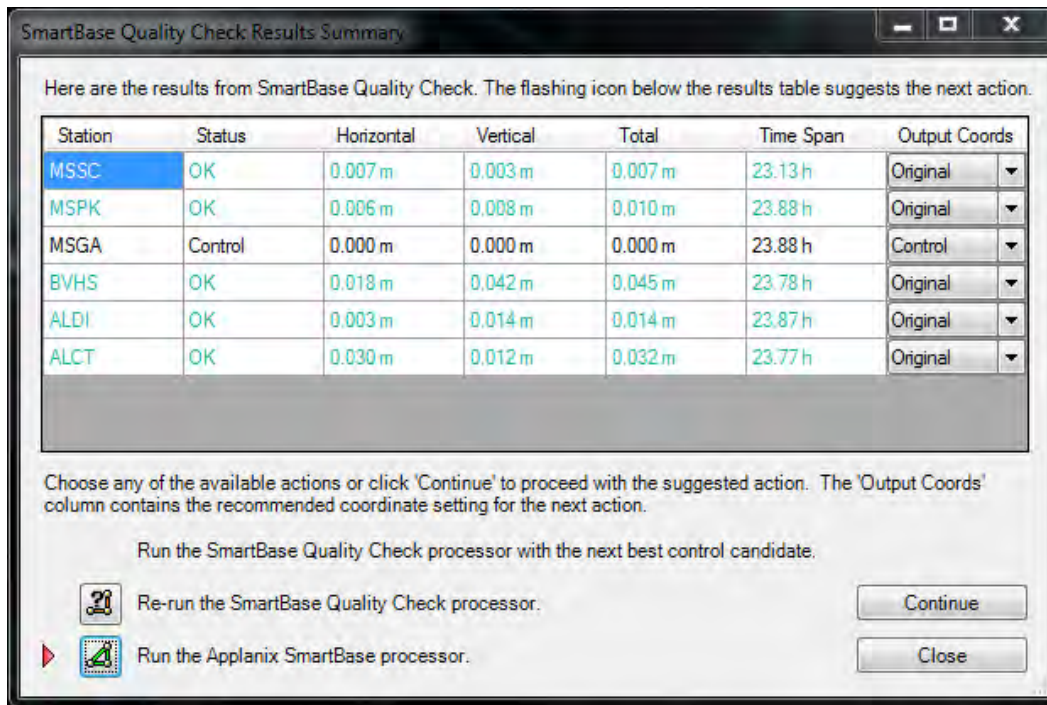 SmartBase Quality Check Results Summary
Here are the results from SmartBase Quality Check. The flashing icon below the results table suggests the next action.
Station Status Horizontal Vertical Total Time Span Output Coords
MSSC OK 0.007 m 0.003 m 0.007 m 23.13 h Original
MSPK OK 0.006 m 0.008 m 0.010 m 23.88 h Original
MSGA Control 0.000 m 0.000 m 0.000 m 23.88 h Control
BVHS OK 0.018 m 0.042 m 0.045 m 23.78 h Original
ALDI OK 0.003 m 0.014 m 0.014 m 23.87 h Original
ALCT OK 0.030 m 0.012 m 0.032 m 23.77 h Original
Choose any of the available actions or click 'Continue' to proceed with the suggested action. The 'Output Coords'
column contains the recommended coordinate setting for the next action.
Run the SmartBase Quality Check processor with the next best control candidate.
Re-run the SmartBase Quality Check processor.
Continue
Run the Applanix SmartBase processor.
Close